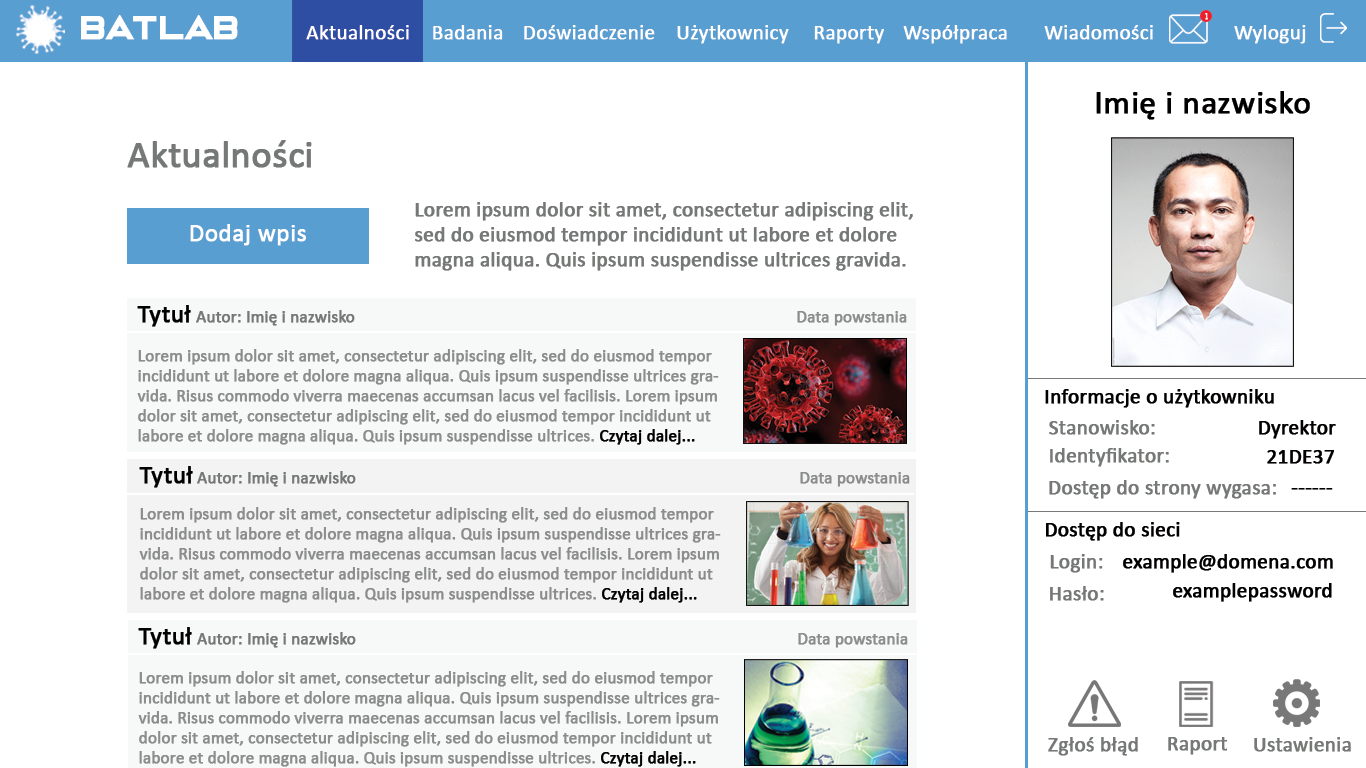 BATLAB
Aktualności Badania Doświadczenie Użytkownicy Raporty Współpraca Wiadomości 1 Wyloguj
Aktualności
Dodaj wpis
Lorem ipsum dolor sit amet, consectetur adipiscing elit,
sed do eiusmod tempor incididunt ut labore et dolore
magna aliqua. Quis ipsum suspendisse ultrices gravida.
Tytuł Autor: Imię i nazwisko Data powstania
Lorem ipsum dolor sit amet, consectetur adipiscing elit, sed do eiusmod tempor
incididunt ut labore et dolore magna aliqua. Quis ipsum suspendisse ultrices gra-
vida. Risus commodo viverra maecenas accumsan lacus vel facilisis. Lorem ipsum
dolor sit amet, consectetur adipiscing elit, sed do eiusmod tempor incididunt ut
labore et dolore magna aliqua. Quis ipsum suspendisse ultrices. Czytaj dalej...
Tytuł Autor: Imię i nazwisko Data powstania
Lorem ipsum dolor sit amet, consectetur adipiscing elit, sed do eiusmod tempor
incididunt ut labore et dolore magna aliqua. Quis ipsum suspendisse ultrices gra-
vida. Risus commodo viverra maecenas accumsan lacus vel facilisis. Lorem ipsum
dolor sit amet, consectetur adipiscing elit, sed do eiusmod tempor incididunt ut
labore et dolore magna aliqua. Quis ipsum suspendisse ultrices. Czytaj dalej...
Tytuł Autor: Imię i nazwisko Data powstania
Lorem ipsum dolor sit amet, consectetur adipiscing elit, sed do eiusmod tempor
incididunt ut labore et dolore magna aliqua. Quis ipsum suspendisse ultrices gra-
vida. Risus commodo viverra maecenas accumsan lacus vel facilisis. Lorem ipsum
dolor sit amet, consectetur adipiscing elit, sed do eiusmod tempor incididunt ut
labore et dolore magna aliqua. Quis ipsum suspendisse ultrices. Czytaj dalej...
Imię i nazwisko
Informacje o użytkowniku
Stanowisko: Dyrektor
Identyfikator: 21DE37
Dostęp do strony wygasa: ------
Dostęp do sieci
Login: example@domena.com
Hasło: examplepassword
Zgłoś błąd Raport Ustawienia